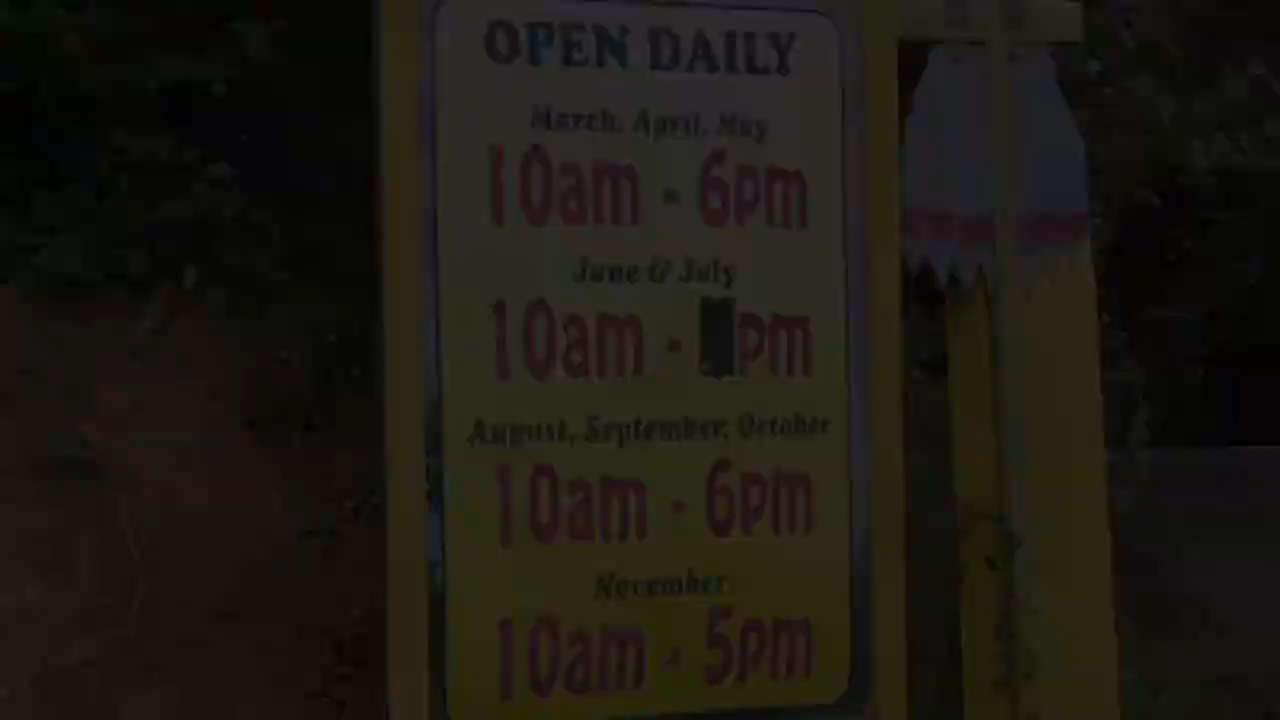 OPEN DAILY
March, April, May
10am - 6pm
June & July
10am - pm
August, September, October
10am - 6pm
November
10am - 5pm